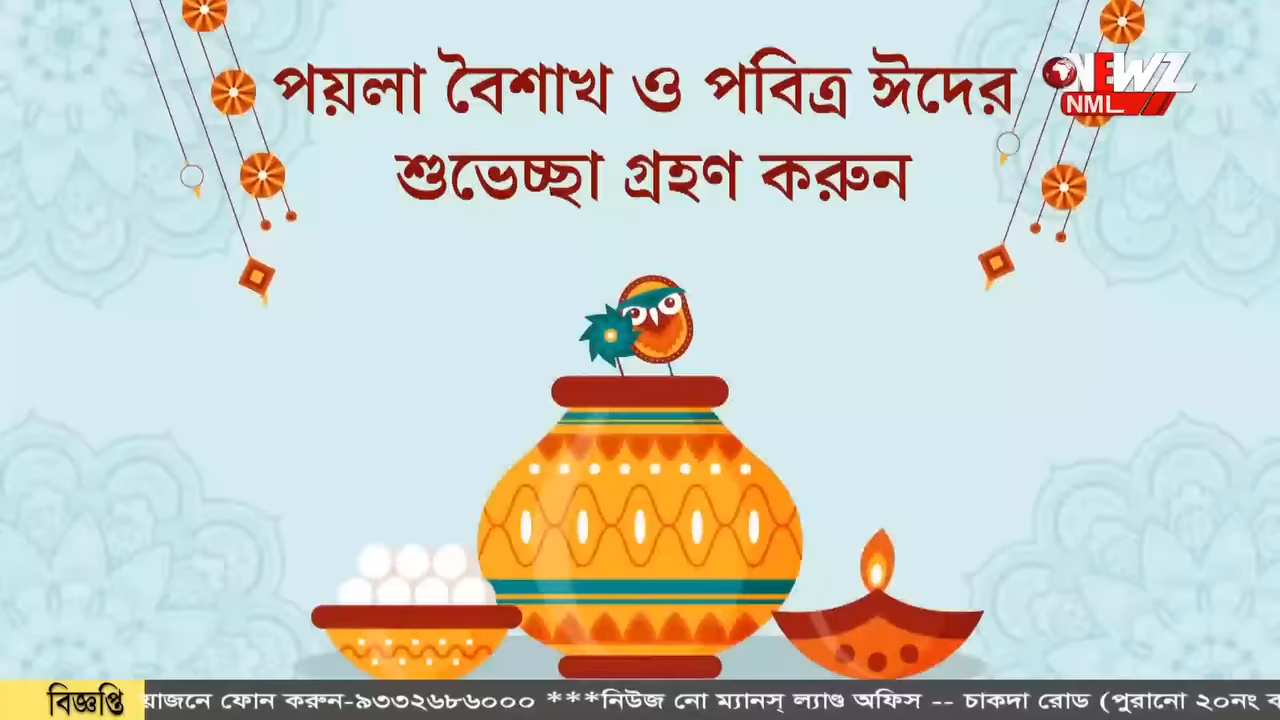 পয়লা বৈশাখ ও পবিত্র ঈদের
শুভেচ্ছা গ্রহণ করুন
NEWZ
NML
বিজ্ঞপ্তি
য়াজনে ফোন করুন-৯৩৩২৬৮৬০০০ ***নিউজ নো ম্যানস্ ল্যাণ্ড অফিস -- চাকদা রোড (পুরানো ২০নং